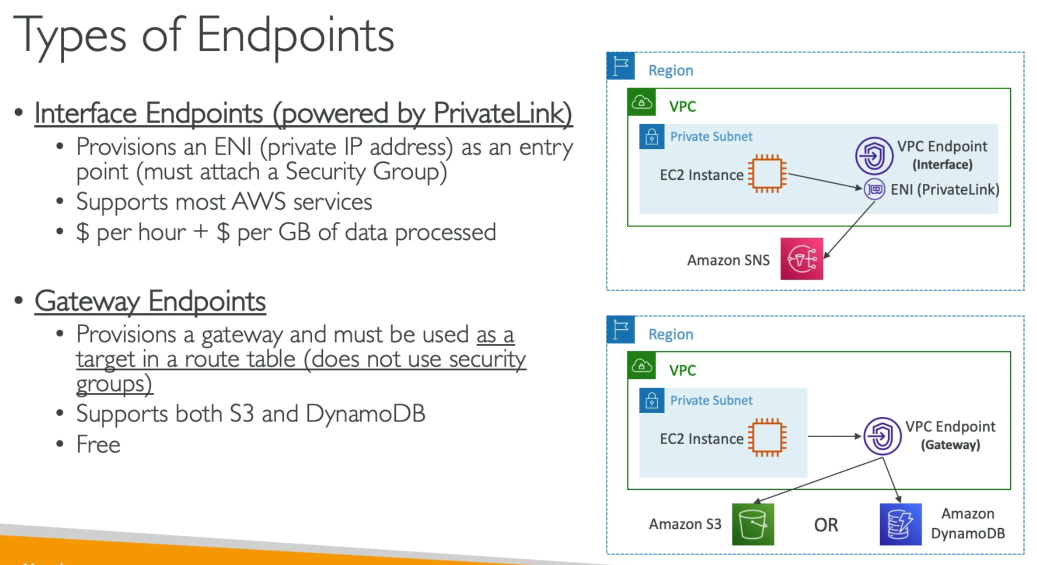 Types of Endpoints
• Interface Endpoints (powered by PrivateLink)
• Provisions an ENI (private IP address) as an entry
point (must attach a Security Group)
• Supports most AWS services
• $ per hour + $ per GB of data processed
• Gateway Endpoints
• Provisions a gateway and must be used as a
target in a route table (does not use security
groups)
• Supports both S3 and DynamoDB
• Free
Region
VPC
Private Subnet
EC2 Instance
VPC Endpoint
(Interface)
ENI (PrivateLink)
Amazon SNS
Region
VPC
Private Subnet
EC2 Instance
VPC Endpoint
(Gateway)
Amazon S3
OR
Amazon
DynamoDB